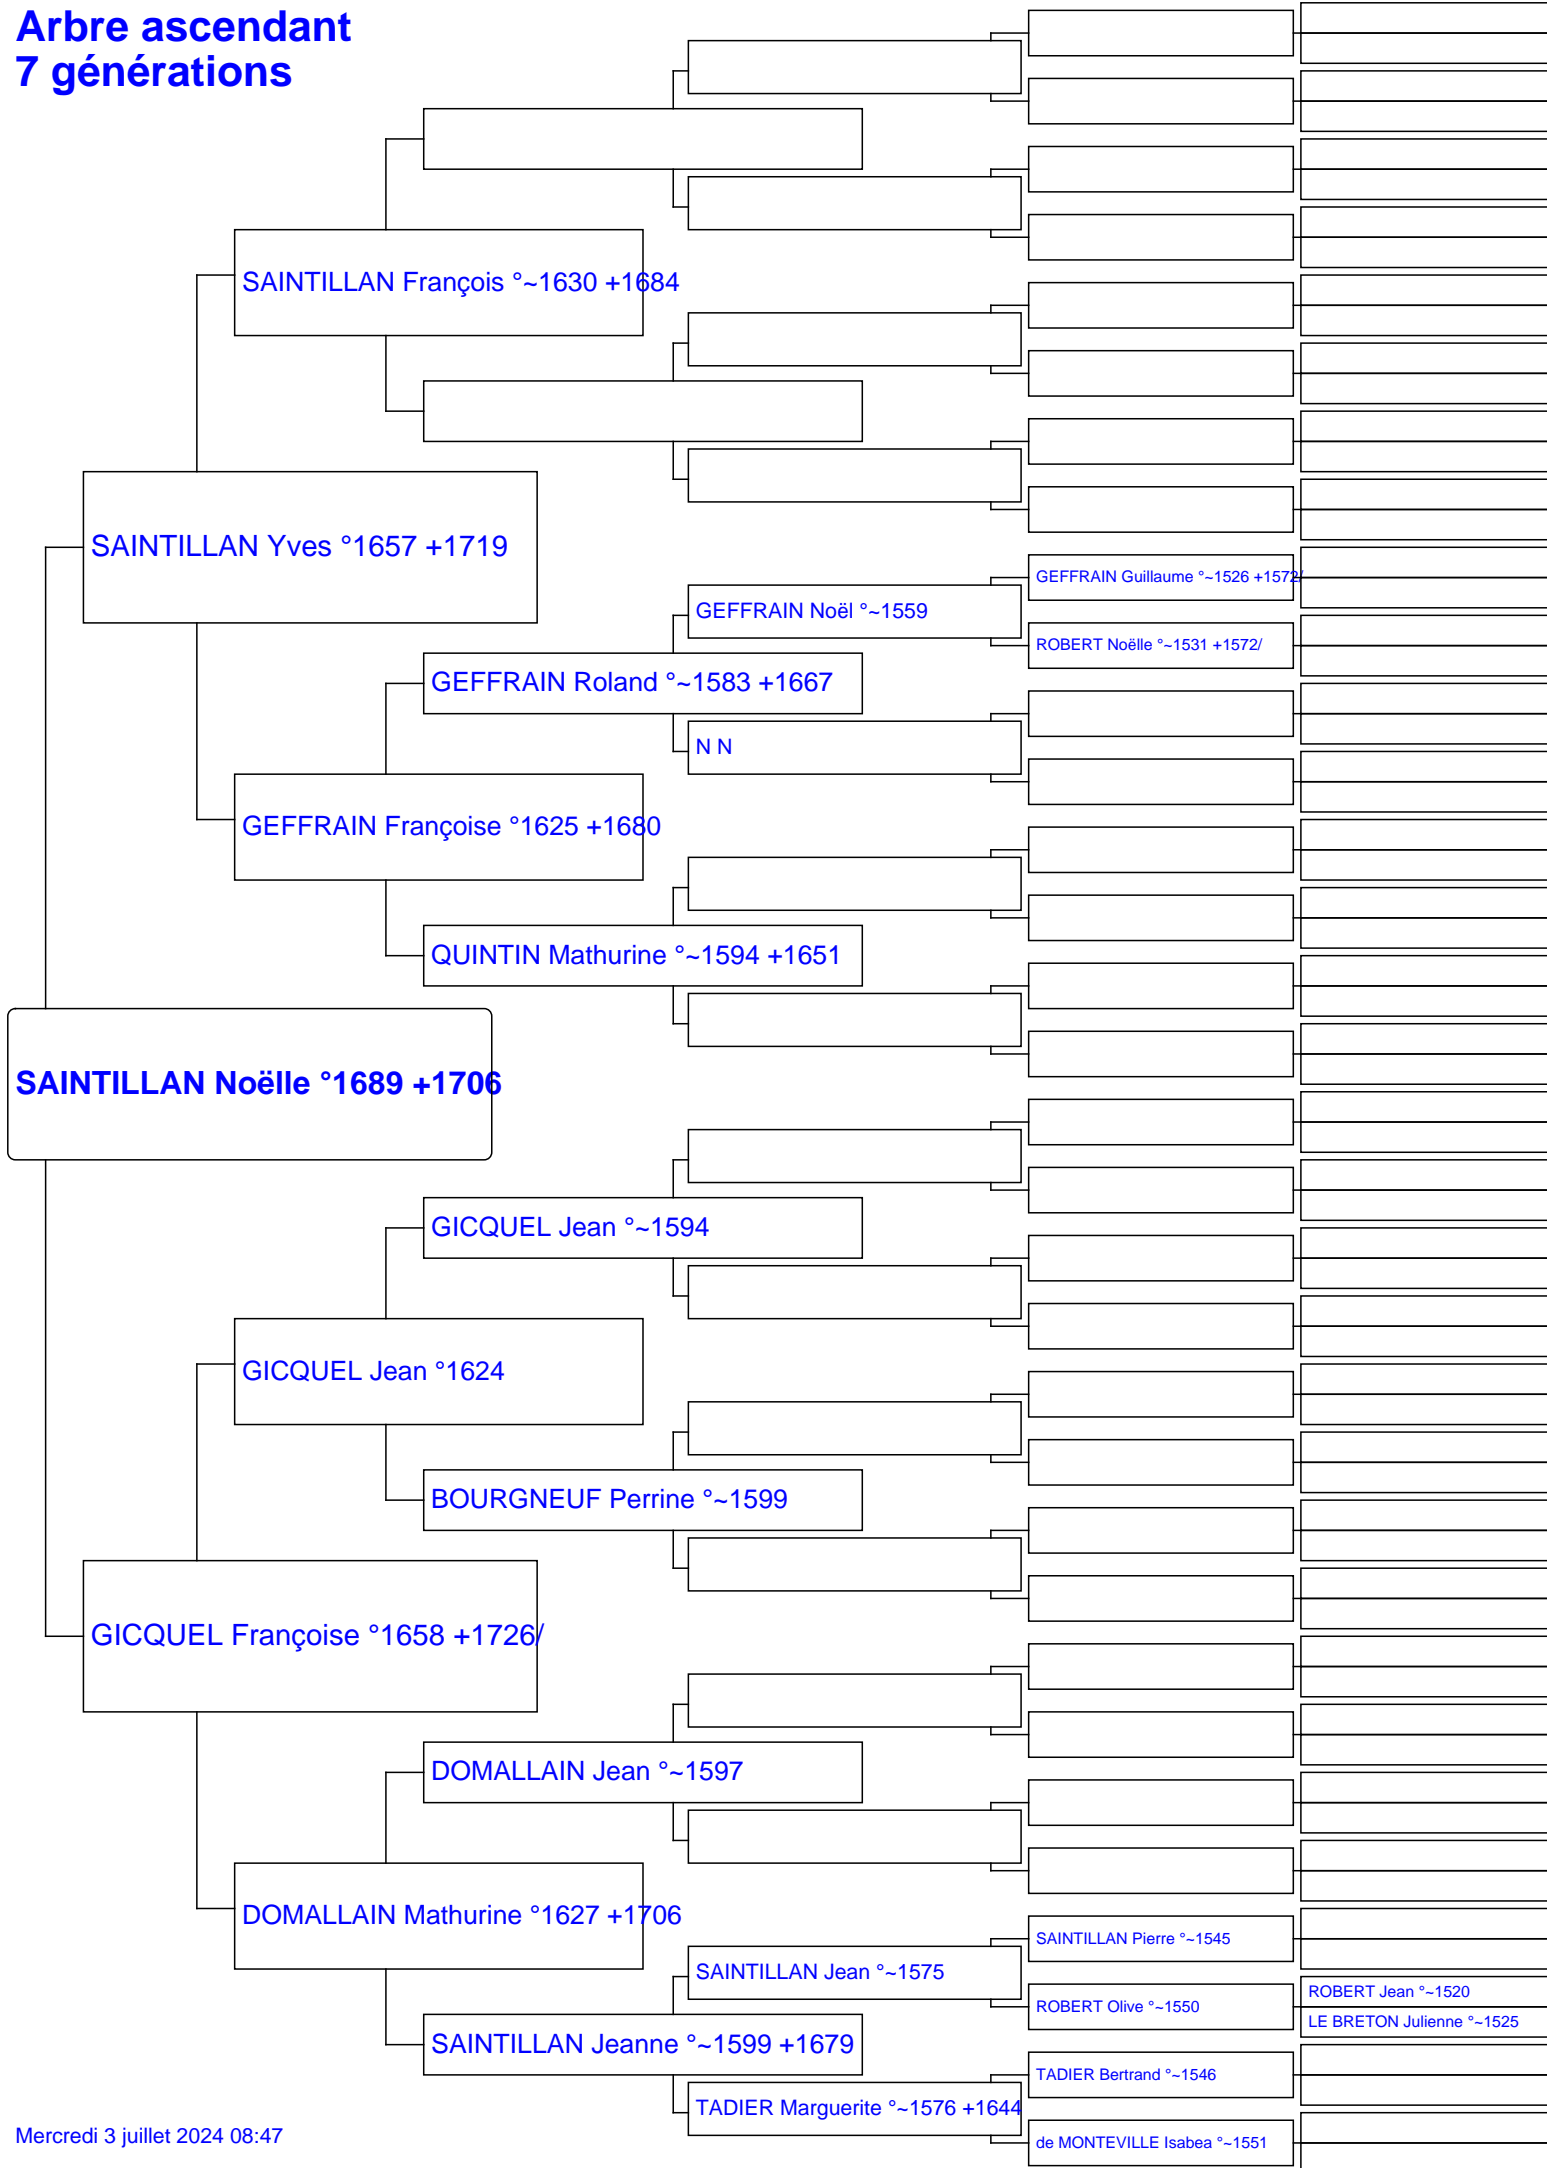 Arbre ascendant
7 générations
SAINTILLAN François °~1630 +1684
SAINTILLAN Yves °1657 +1719
GEFFRAIN Guillaume °~1526 +1572/
GEFFRAIN Noël °~1559
ROBERT Noëlle °~1531 +1572/
GEFFRAIN Roland °~1583 +1667
N N
GEFFRAIN Françoise °1625 +1680
QUINTIN Mathurine °~1594 +1651
SAINTILLAN Noëlle °1689 +1706
GICQUEL Jean °~1594
GICQUEL Jean °1624
BOURGNEUF Perrine °~1599
GICQUEL Françoise °1658 +1726/
DOMALLAIN Jean °~1597
DOMALLAIN Mathurine °1627 +1706
SAINTILLAN Pierre °~1545
SAINTILLAN Jean °~1575
ROBERT Jean °~1520
ROBERT Olive °~1550
LE BRETON Julienne °~1525
SAINTILLAN Jeanne °~1599 +1679
TADIER Bertrand °~1546
TADIER Marguerite °~1576 +1644
de MONTEVILLE Isabea °~1551
Mercredi 3 juillet 2024 08:47